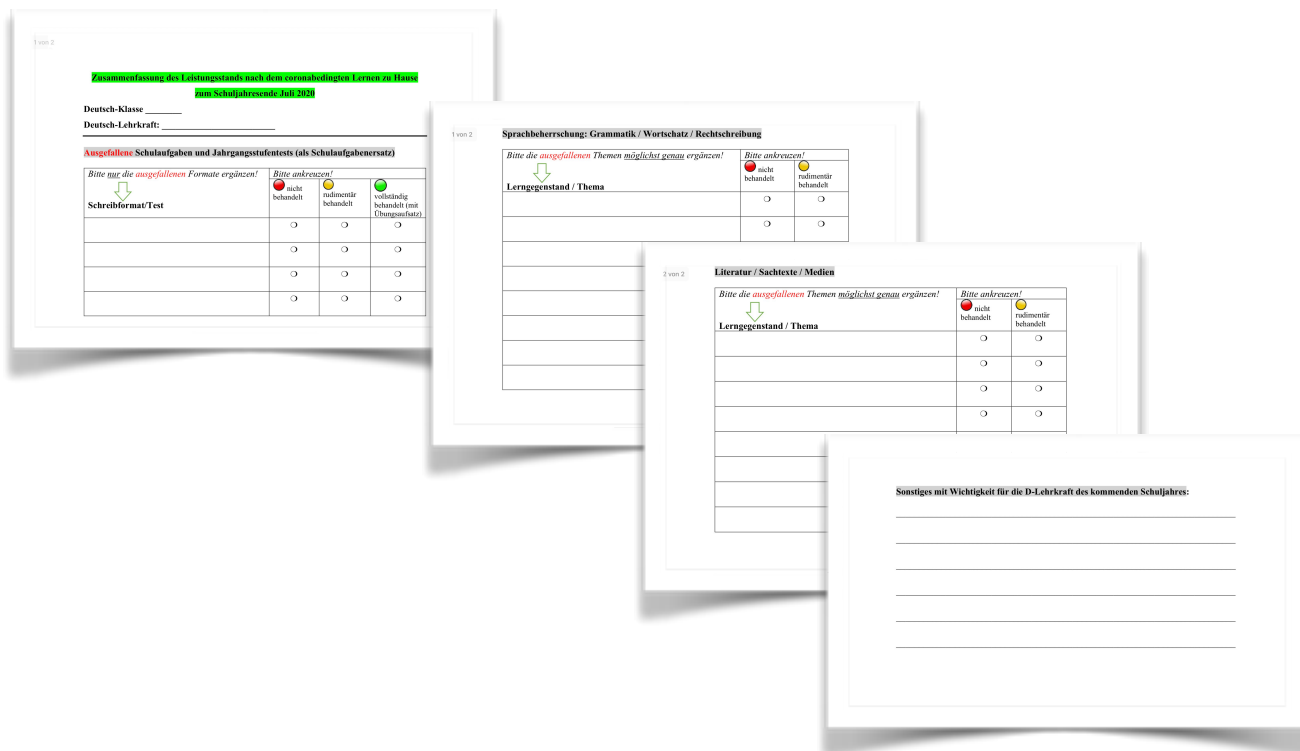 1 von 2
Zusammenfassung des Leistungsstands nach dem coronabedingten Lernen zu Hause
zum Schuljahresende Juli 2020
Deutsch-Klasse ________
Deutsch-Lehrkraft: ________________________
Ausgefallene Schulaufgaben und Jahrgangsstufentests (als Schulaufgabenersatz)
Bitte nur die ausgefallenen Formate ergänzen!
Schreibformat/Test
Bitte ankreuzen!
nicht
behandelt
rudimentär
behandelt
vollständig
behandelt (mit
Übungsaufsatz)
1 von 2
Sprachbeherrschung: Grammatik / Wortschatz / Rechtschreibung
Bitte die ausgefallenen Themen möglichst genau ergänzen!
Lerngegenstand / Thema
Bitte ankreuzen!
nicht
behandelt
rudimentär
behandelt
2 von 2
Literatur / Sachtexte / Medien
Bitte die ausgefallenen Themen möglichst genau ergänzen!
Lerngegenstand / Thema
Bitte ankreuzen!
nicht
behandelt
rudimentär
behandelt
Sonstiges mit Wichtigkeit für die D-Lehrkraft des kommenden Schuljahres: